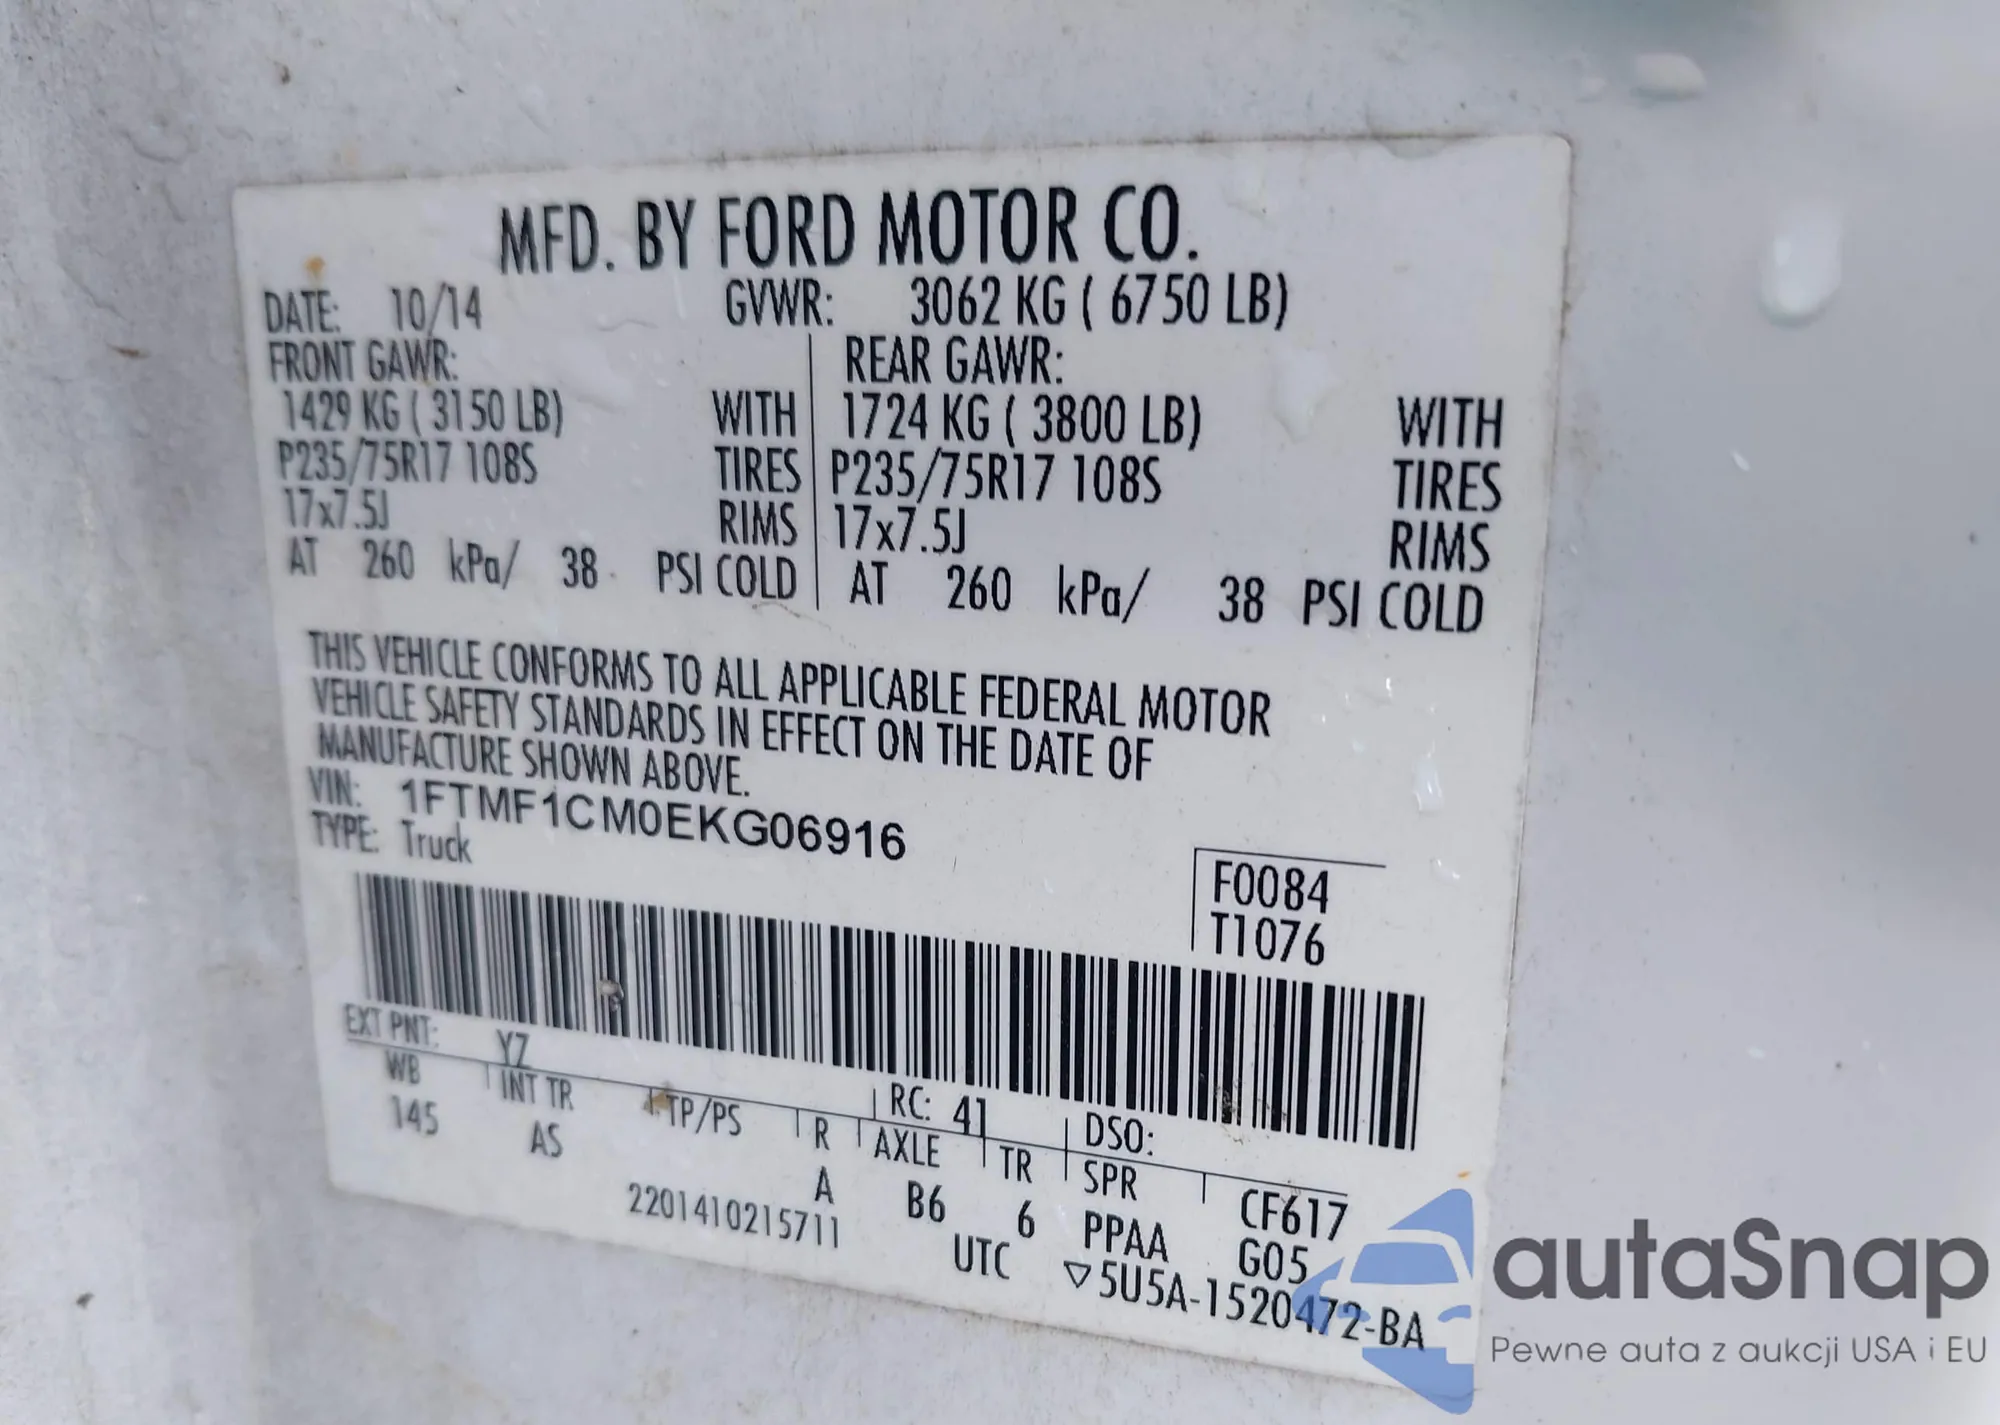 MFD. BY FORD MOTOR CO.
DATE: 10/14 GVWR: 3062 KG ( 6750 LB)
FRONT GAWR: REAR GAWR:
1429 KG ( 3150 LB) WITH 1724 KG ( 3800 LB) WITH
P235/75R17 108S TIRES P235/75R17 108S TIRES
17x7.5J RIMS 17x7.5J RIMS
AT 260 kPa/ 38 PSI COLD AT 260 kPa/ 38 PSI COLD
THIS VEHICLE CONFORMS TO ALL APPLICABLE FEDERAL MOTOR
VEHICLE SAFETY STANDARDS IN EFFECT ON THE DATE OF
MANUFACTURE SHOWN ABOVE.
VIN: 1FTMF1CM0EKG06916
TYPE: Truck
F0084
T1076
EXT PNT: YZ RC: 41 DSO:
WB INT TR TP/PS R AXLE TR SPR CF617
145 AS A B6 6 PPAA G05
2201410215711 UTC ▽5U5A-1520472-BA
autaSnap
Pewne auta z aukcji USA i EU